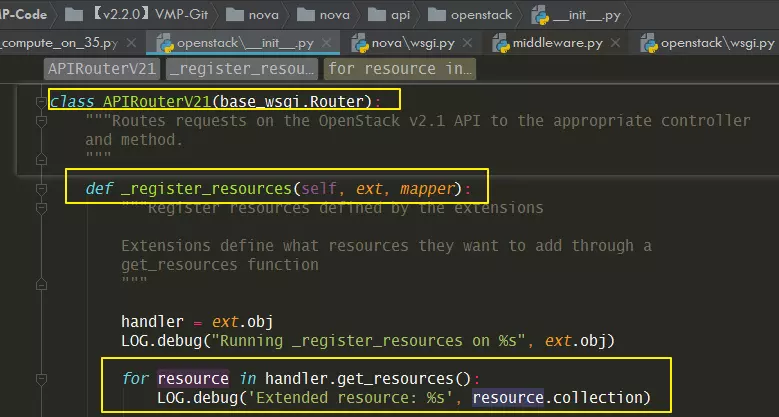 MP-Code 【v2.2.0】VMP-Git nova nova api openstack __init__.py
_compute_on_35.py × openstack\__init__.py × nova\wsgi.py × middleware.py × openstack\wsgi.py
APIRouterV21 _register_resou... for resource in...
class APIRouterV21(base_wsgi.Router):
"""Routes requests on the OpenStack v2.1 API to the appropriate controller
and method.
"""
def _register_resources(self, ext, mapper):
"""Register resources defined by the extensions
Extensions define what resources they want to add through a
get_resources function
"""
handler = ext.obj
LOG.debug("Running _register_resources on %s", ext.obj)
for resource in handler.get_resources():
LOG.debug('Extended resource: %s', resource.collection)